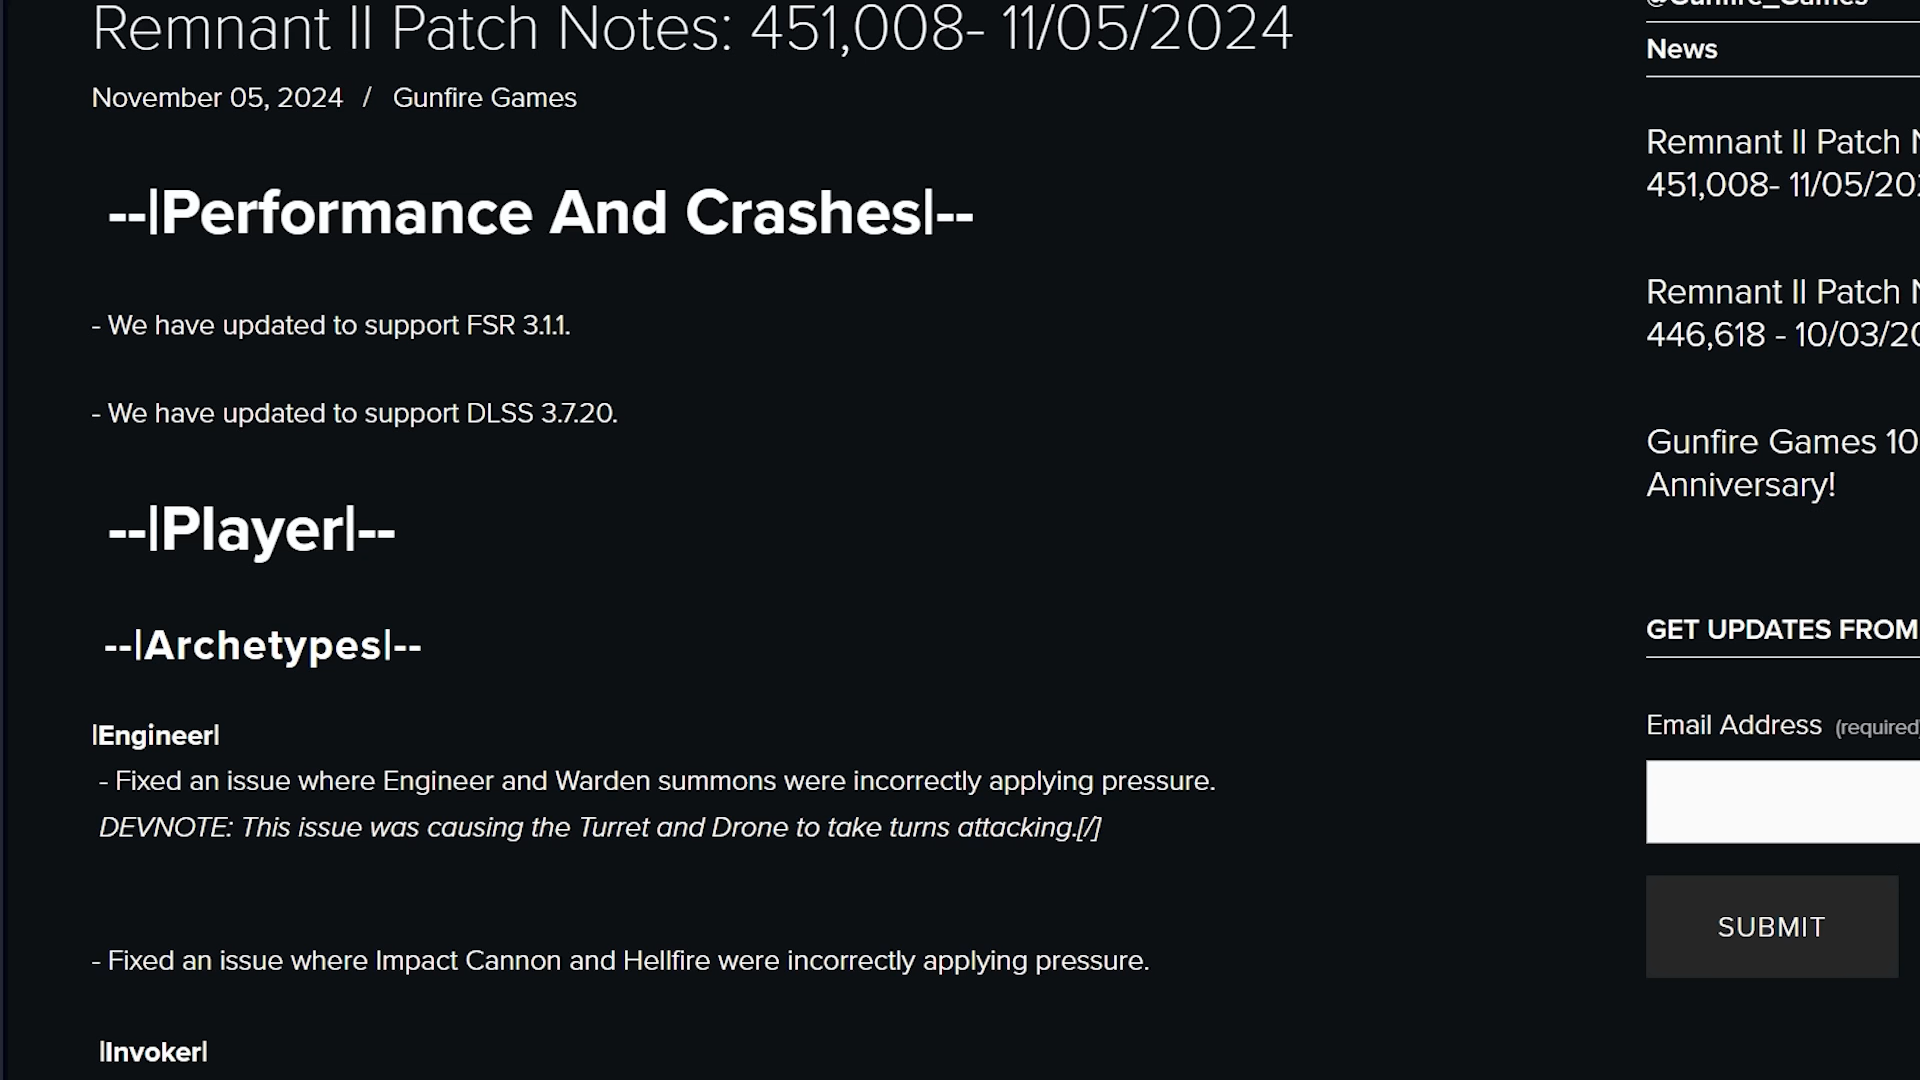 Remnant II Patch Notes: 451,008- 11/05/2024
November 05, 2024 / Gunfire Games
--|Performance And Crashes|--
- We have updated to support FSR 3.1.1.
- We have updated to support DLSS 3.7.20.
--|Player|--
--|Archetypes|--
|Engineer|
- Fixed an issue where Engineer and Warden summons were incorrectly applying pressure.
DEVNOTE: This issue was causing the Turret and Drone to take turns attacking.[/]
- Fixed an issue where Impact Cannon and Hellfire were incorrectly applying pressure.
|Invoker|
@Gunfire_Games
News
Remnant II Patch N
451,008- 11/05/20
Remnant II Patch N
446,618 - 10/03/20
Gunfire Games 10
Anniversary!
GET UPDATES FROM
Email Address (required)
SUBMIT